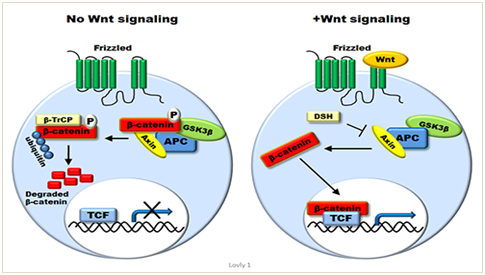 No Wnt signaling
Frizzled
β-TrCP
P
β-catenin
ubiquitin
Degraded
β-catenin
P
β-catenin
Axin
APC
GSK3β
TCF
+Wnt signaling
Frizzled
Wnt
DSH
GSK3β
Axin
APC
β-catenin
β-catenin
TCF
Lovly 1